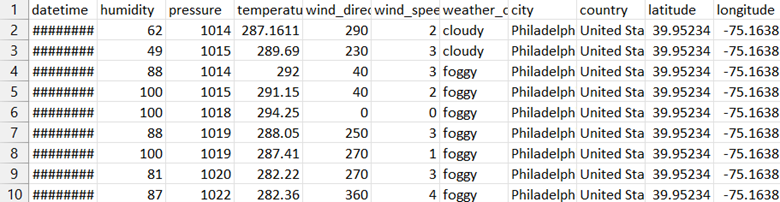 1 datetime humidity pressure temperatu wind_direc wind_spee weather_c city country latitude longitude
2 ######## 62 1014 287.1611 290 2 cloudy Philadelph United Sta 39.95234 -75.1638
3 ######## 49 1015 289.69 230 3 cloudy Philadelph United Sta 39.95234 -75.1638
4 ######## 88 1014 292 40 3 foggy Philadelph United Sta 39.95234 -75.1638
5 ######## 100 1015 291.15 40 2 foggy Philadelph United Sta 39.95234 -75.1638
6 ######## 100 1018 294.25 0 0 foggy Philadelph United Sta 39.95234 -75.1638
7 ######## 88 1019 288.05 250 3 foggy Philadelph United Sta 39.95234 -75.1638
8 ######## 100 1019 287.41 270 1 foggy Philadelph United Sta 39.95234 -75.1638
9 ######## 81 1020 282.22 270 3 foggy Philadelph United Sta 39.95234 -75.1638
10 ######## 87 1022 282.36 360 4 foggy Philadelph United Sta 39.95234 -75.1638